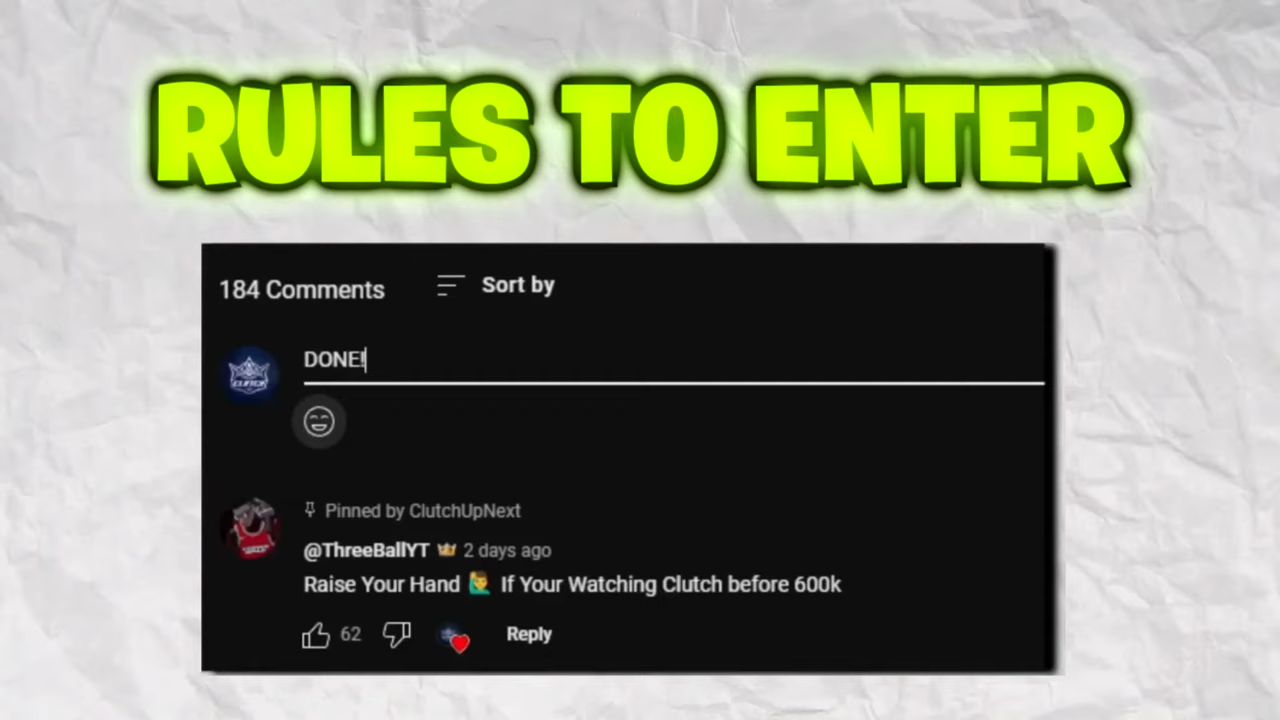 RULES TO ENTER
184 Comments
Sort by
DONE!
Pinned by ClutchUpNext
@ThreeBallYT 2 days ago
Raise Your Hand 🙋‍♂️ If Your Watching Clutch before 600k
62
Reply